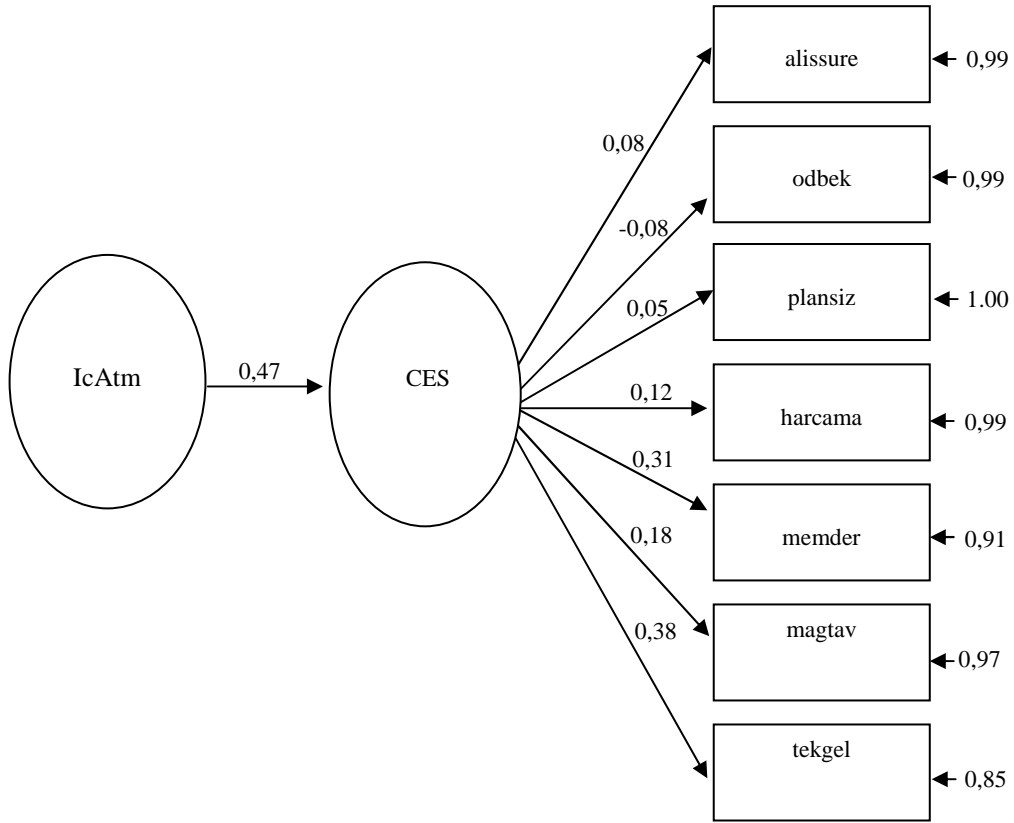 alissure
0,99
0,08
odbek
0,99
-0,08
plansiz
1.00
0,05
IcAtm
0,47
CES
0,12
harcama
0,99
0,31
memder
0,91
0,18
magtav
0,97
0,38
tekgel
0,85